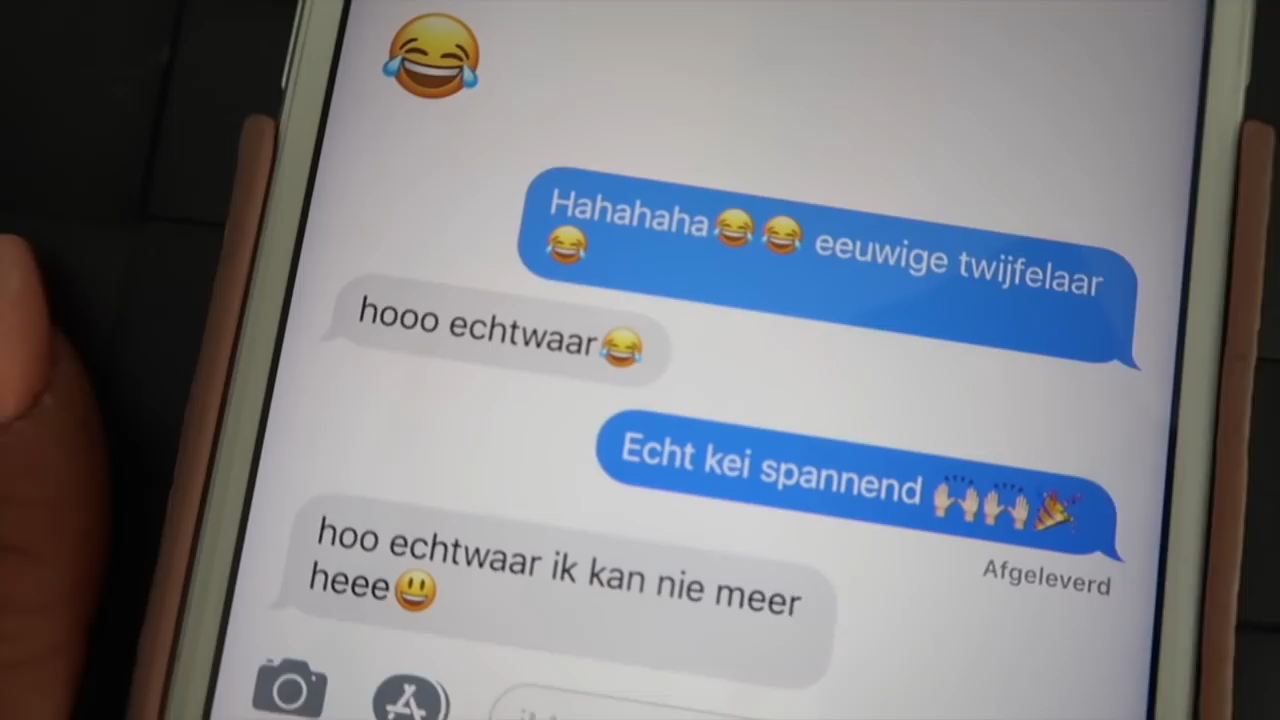 😂
Hahahaha😂😂 eeuwige twijfelaar
😂
hooo echtwaar😂
Echt kei spannend 🙌🏻🙌🏻🎉
Afgeleverd
hoo echtwaar ik kan nie meer
heee😃